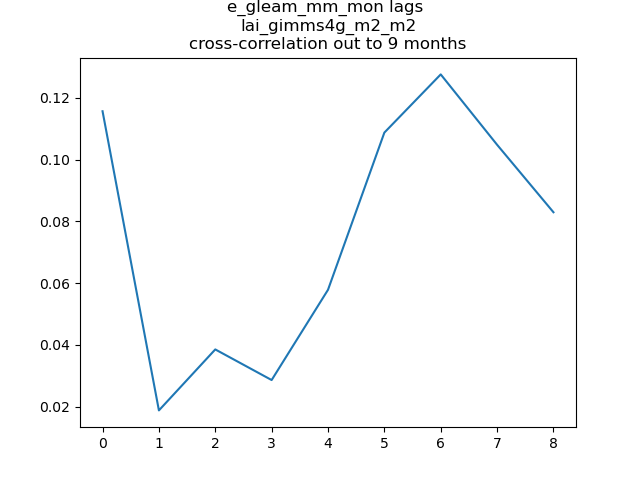 e_gleam_mm_mon lags
lai_gimms4g_m2_m2
cross-correlation out to 9 months
0.12
0.10
0.08
0.06
0.04
0.02
0 1 2 3 4 5 6 7 8